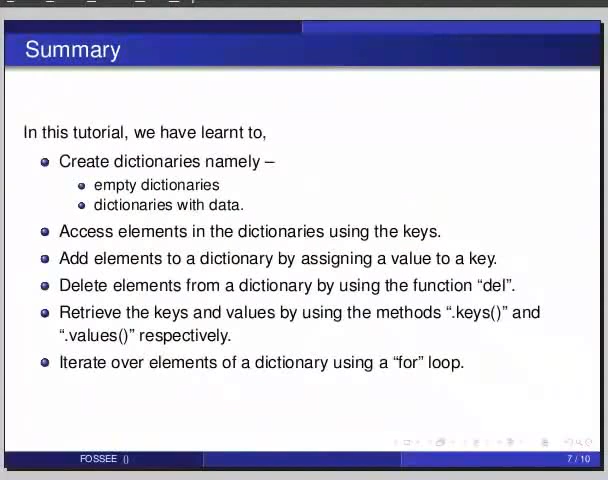 Summary
In this tutorial, we have learnt to,
Create dictionaries namely –
empty dictionaries
dictionaries with data.
Access elements in the dictionaries using the keys.
Add elements to a dictionary by assigning a value to a key.
Delete elements from a dictionary by using the function “del”.
Retrieve the keys and values by using the methods “.keys()” and
“.values()” respectively.
Iterate over elements of a dictionary using a “for” loop.
FOSSEE ()
7 / 10